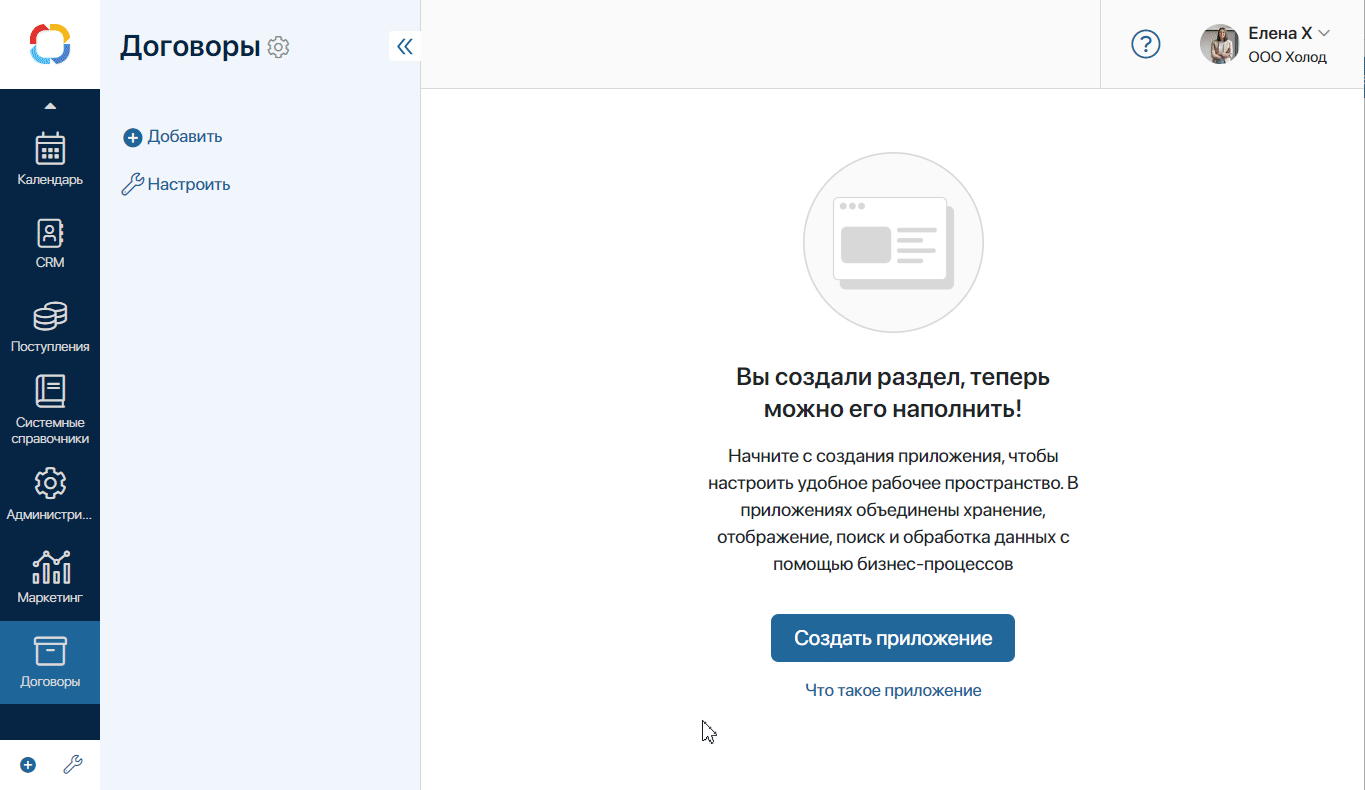 Договоры
Елена Х
ООО Холод
Календарь
CRM
Поступления
Системные
справочники
Администри...
Маркетинг
Договоры
Добавить
Настроить
Вы создали раздел, теперь
можно его наполнить!
Начните с создания приложения, чтобы
настроить удобное рабочее пространство. В
приложениях объединены хранение,
отображение, поиск и обработка данных с
помощью бизнес-процессов
Создать приложение
Что такое приложение